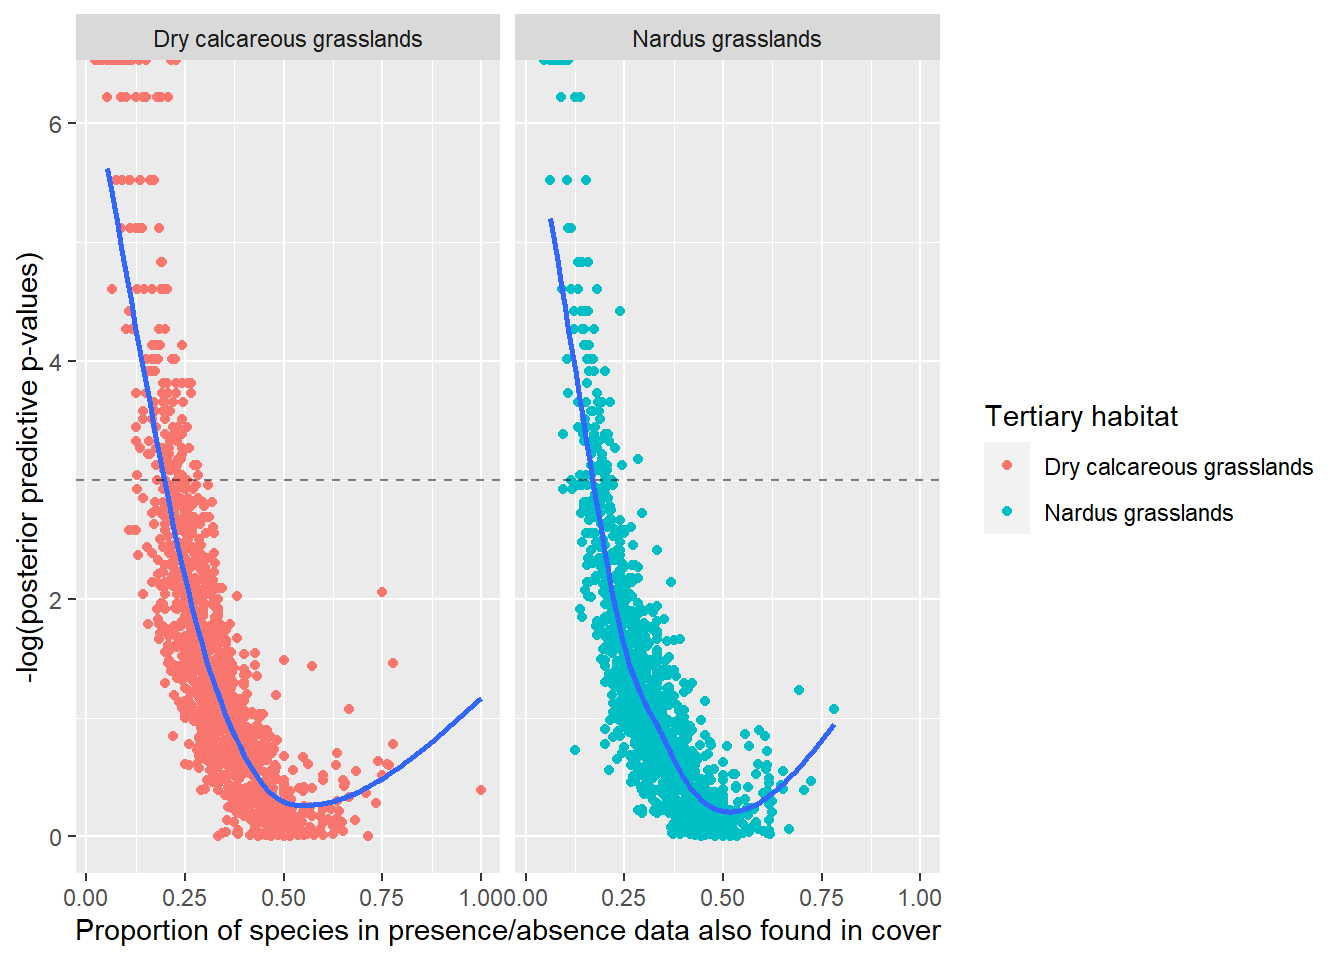 Dry calcareous grasslands
Nardus grasslands
-log(posterior predictive p-values)
6
4
2
0
0.00 0.25 0.50 0.75 1.00
0.00 0.25 0.50 0.75 1.00
Proportion of species in presence/absence data also found in cover
Tertiary habitat
Dry calcareous grasslands
Nardus grasslands